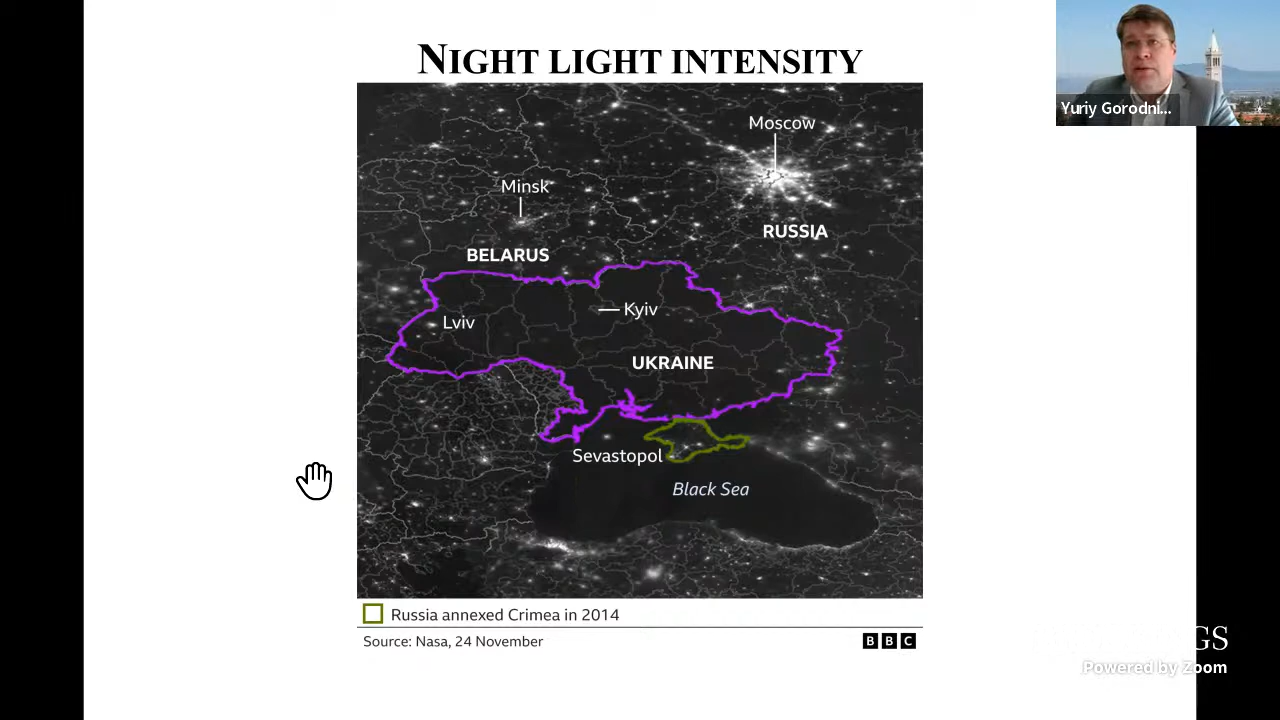 NIGHT LIGHT INTENSITY
Yuriy Gorodni...
Moscow
Minsk
RUSSIA
BELARUS
Kyiv
Lviv
UKRAINE
Sevastopol
Black Sea
Russia annexed Crimea in 2014
Source: Nasa, 24 November
BBC
GS
Powered by Zoom